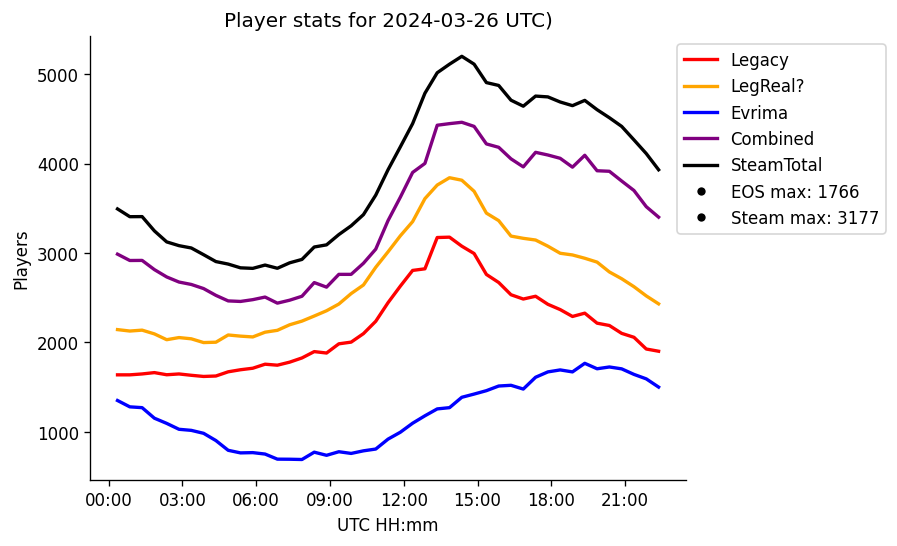 Player stats for 2024-03-26 UTC)
Legacy
LegReal?
Evrima
Combined
SteamTotal
EOS max: 1766
Steam max: 3177
Players
5000
4000
3000
2000
1000
00:00 03:00 06:00 09:00 12:00 15:00 18:00 21:00
UTC HH:mm